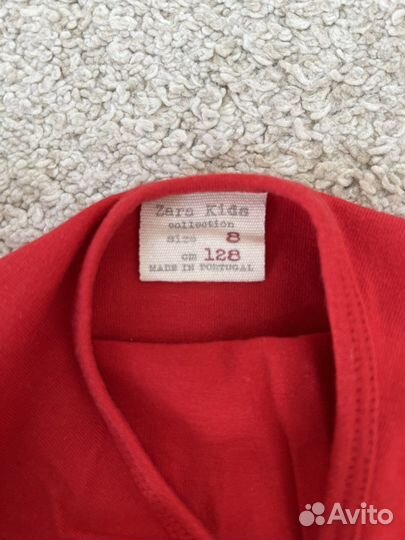 Zara Kids
collection
size 8
cm 128
MADE IN PORTUGAL
Avito